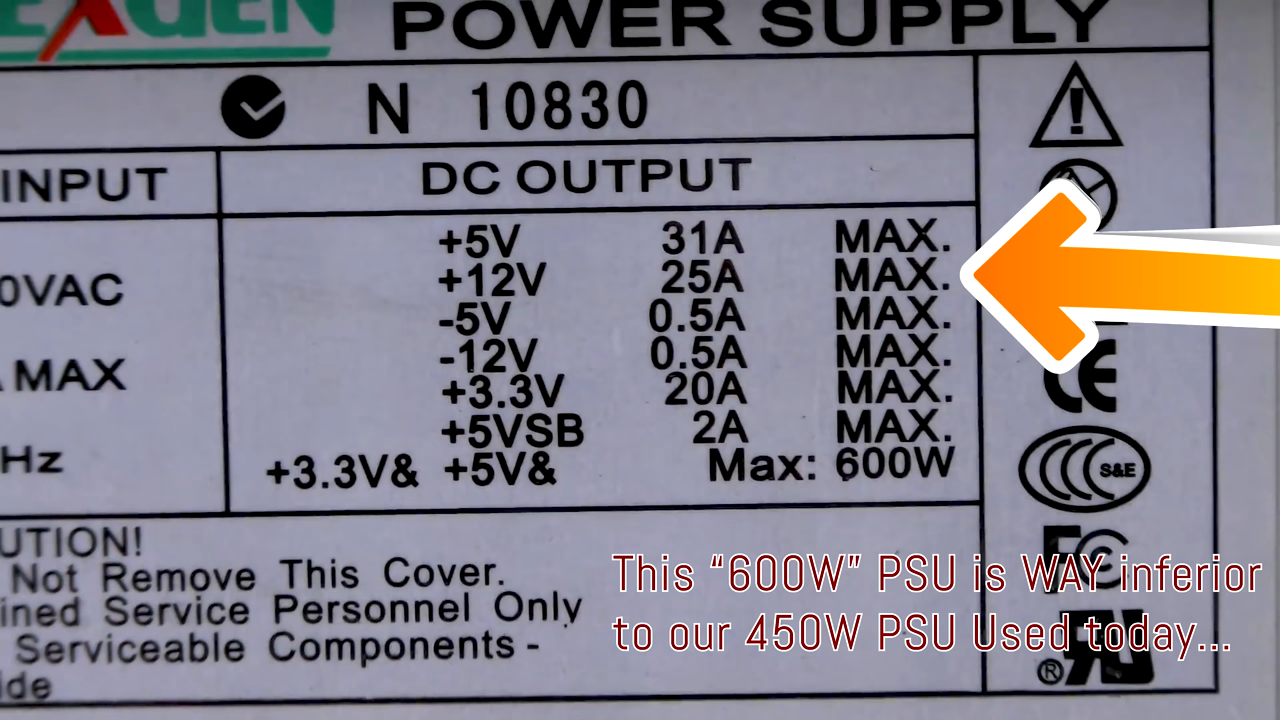 POWER SUPPLY
N 10830
INPUT
DC OUTPUT
+5V 31A MAX.
+12V 25A MAX.
0VAC
-5V 0.5A MAX.
-12V 0.5A MAX.
MAX
+3.3V 20A MAX.
+5VSB 2A MAX.
Hz
+3.3V& +5V& Max: 600W
CE
S&E
UTION!
Not Remove This Cover.
ined Service Personnel Only
Serviceable Components -
ide
FC
This “600W” PSU is WAY inferior
to our 450W PSU Used today...
®